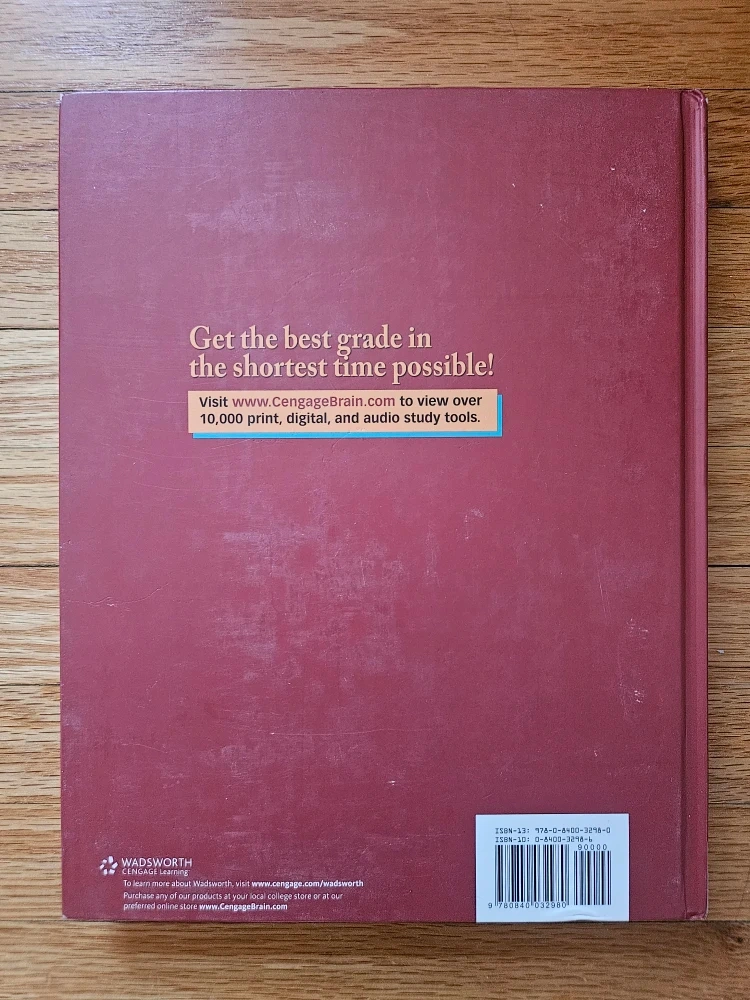 Get the best grade in
the shortest time possible!
Visit www.CengageBrain.com to view over
10,000 print, digital, and audio study tools.
WADSWORTH
CENGAGE Learning
To learn more about Wadsworth, visit www.cengage.com/wadsworth
Purchase any of our products at your local college store or at our
preferred online store www.CengageBrain.com
ISBN-13: 978-0-8400-3298-0
ISBN-10: 0-8400-3298-6
90000
9 780840 032980